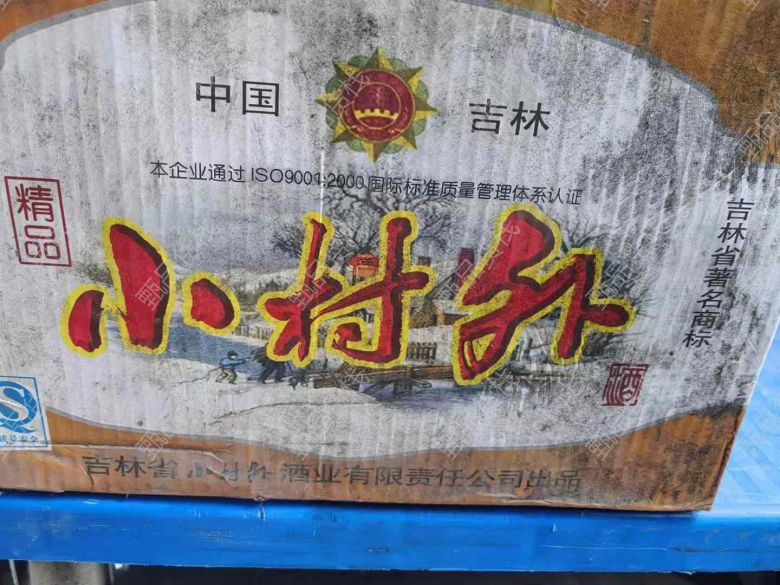 中国 吉林
本企业通过ISO9001:2000国际标准质量管理体系认证
精品
小村外
吉林省著名商标
酒
吉林省小村外酒业有限责任公司出品